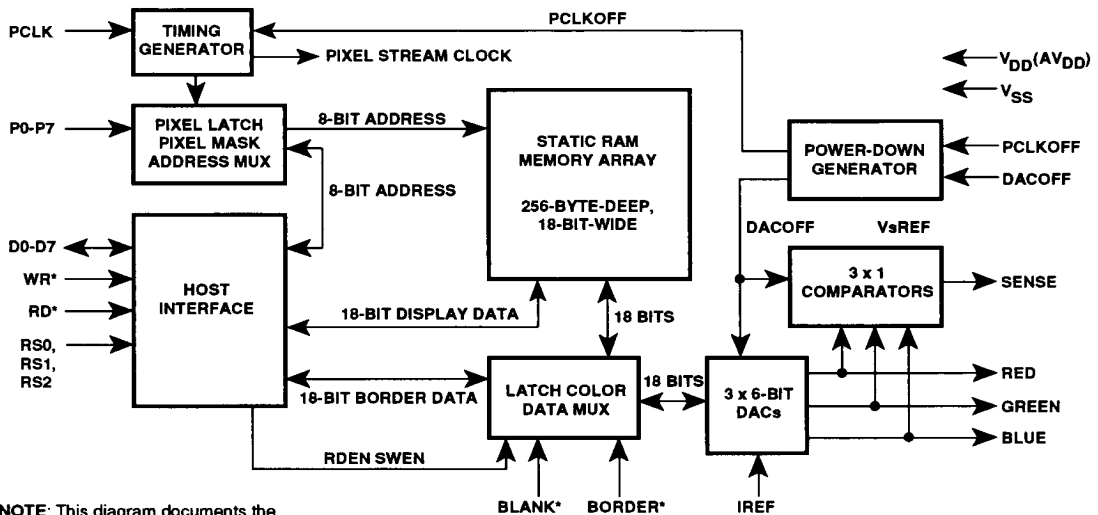 PCLK
TIMING
GENERATOR
PCLKOFF
PIXEL STREAM CLOCK
V_DD(AV_DD)
V_SS
P0-P7
PIXEL LATCH
PIXEL MASK
ADDRESS MUX
8-BIT ADDRESS
8-BIT ADDRESS
STATIC RAM
MEMORY ARRAY
256-BYTE-DEEP,
18-BIT-WIDE
POWER-DOWN
GENERATOR
PCLKOFF
DACOFF
DACOFF
VsREF
D0-D7
WR*
RD*
RS0,
RS1,
RS2
HOST
INTERFACE
18-BIT DISPLAY DATA
18 BITS
3 x 1
COMPARATORS
SENSE
18-BIT BORDER DATA
LATCH COLOR
DATA MUX
18 BITS
3 x 6-BIT
DACs
RED
GREEN
BLUE
RDEN SWEN
BLANK*
BORDER*
IREF
NOTE: This diagram documents the